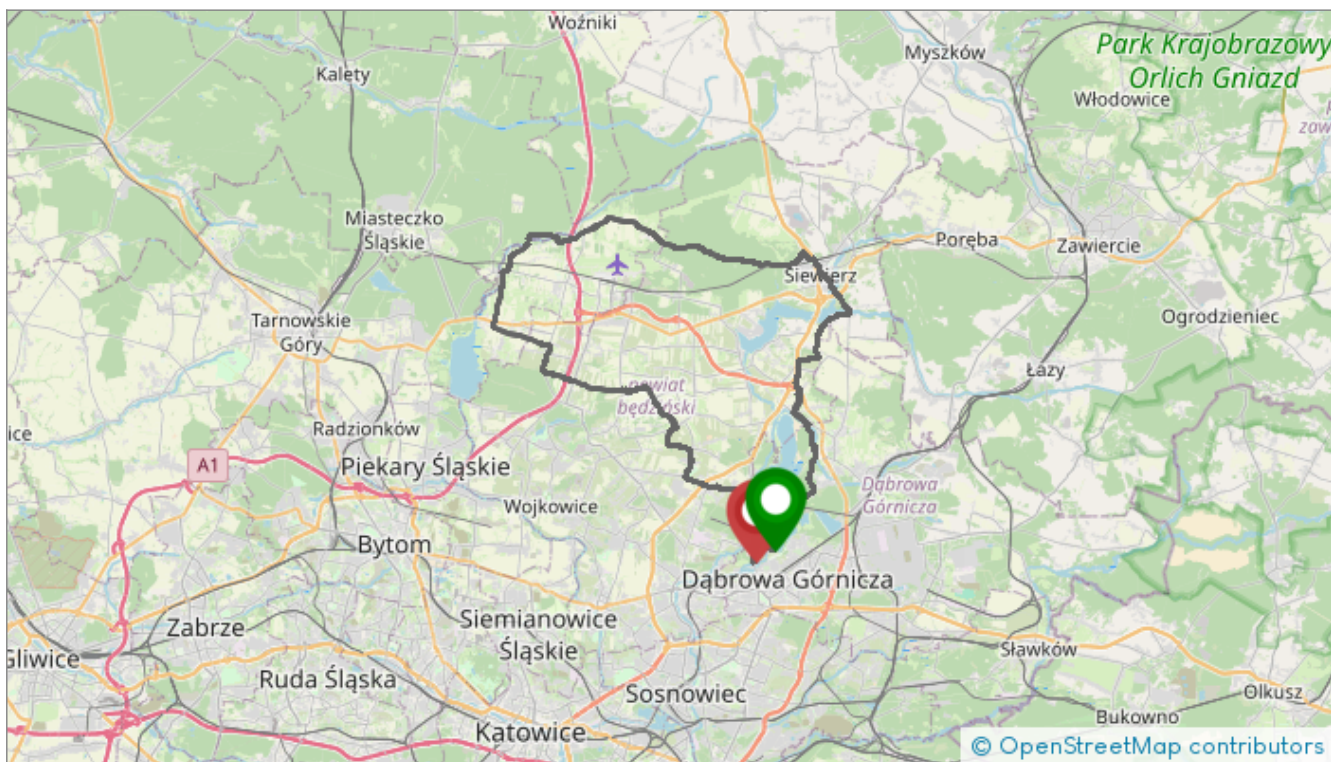 Woźniki
Myszków
Park Krajobrazowy
Orlich Gniazd
Kalety
Włodowice
Miasteczko
Śląskie
Poręba
Zawiercie
Siewierz
Tarnowskie
Góry
Ogrodzieniec
Łazy
powiat
będziński
Radzionków
A1
Piekary Śląskie
Wojkowice
Dąbrowa
Górnicza
Bytom
Dąbrowa Górnicza
Siemianowice
Śląskie
Zabrze
Sławków
Gliwice
Ruda Śląska
Sosnowiec
Olkusz
Bukowno
Katowice
© OpenStreetMap contributors